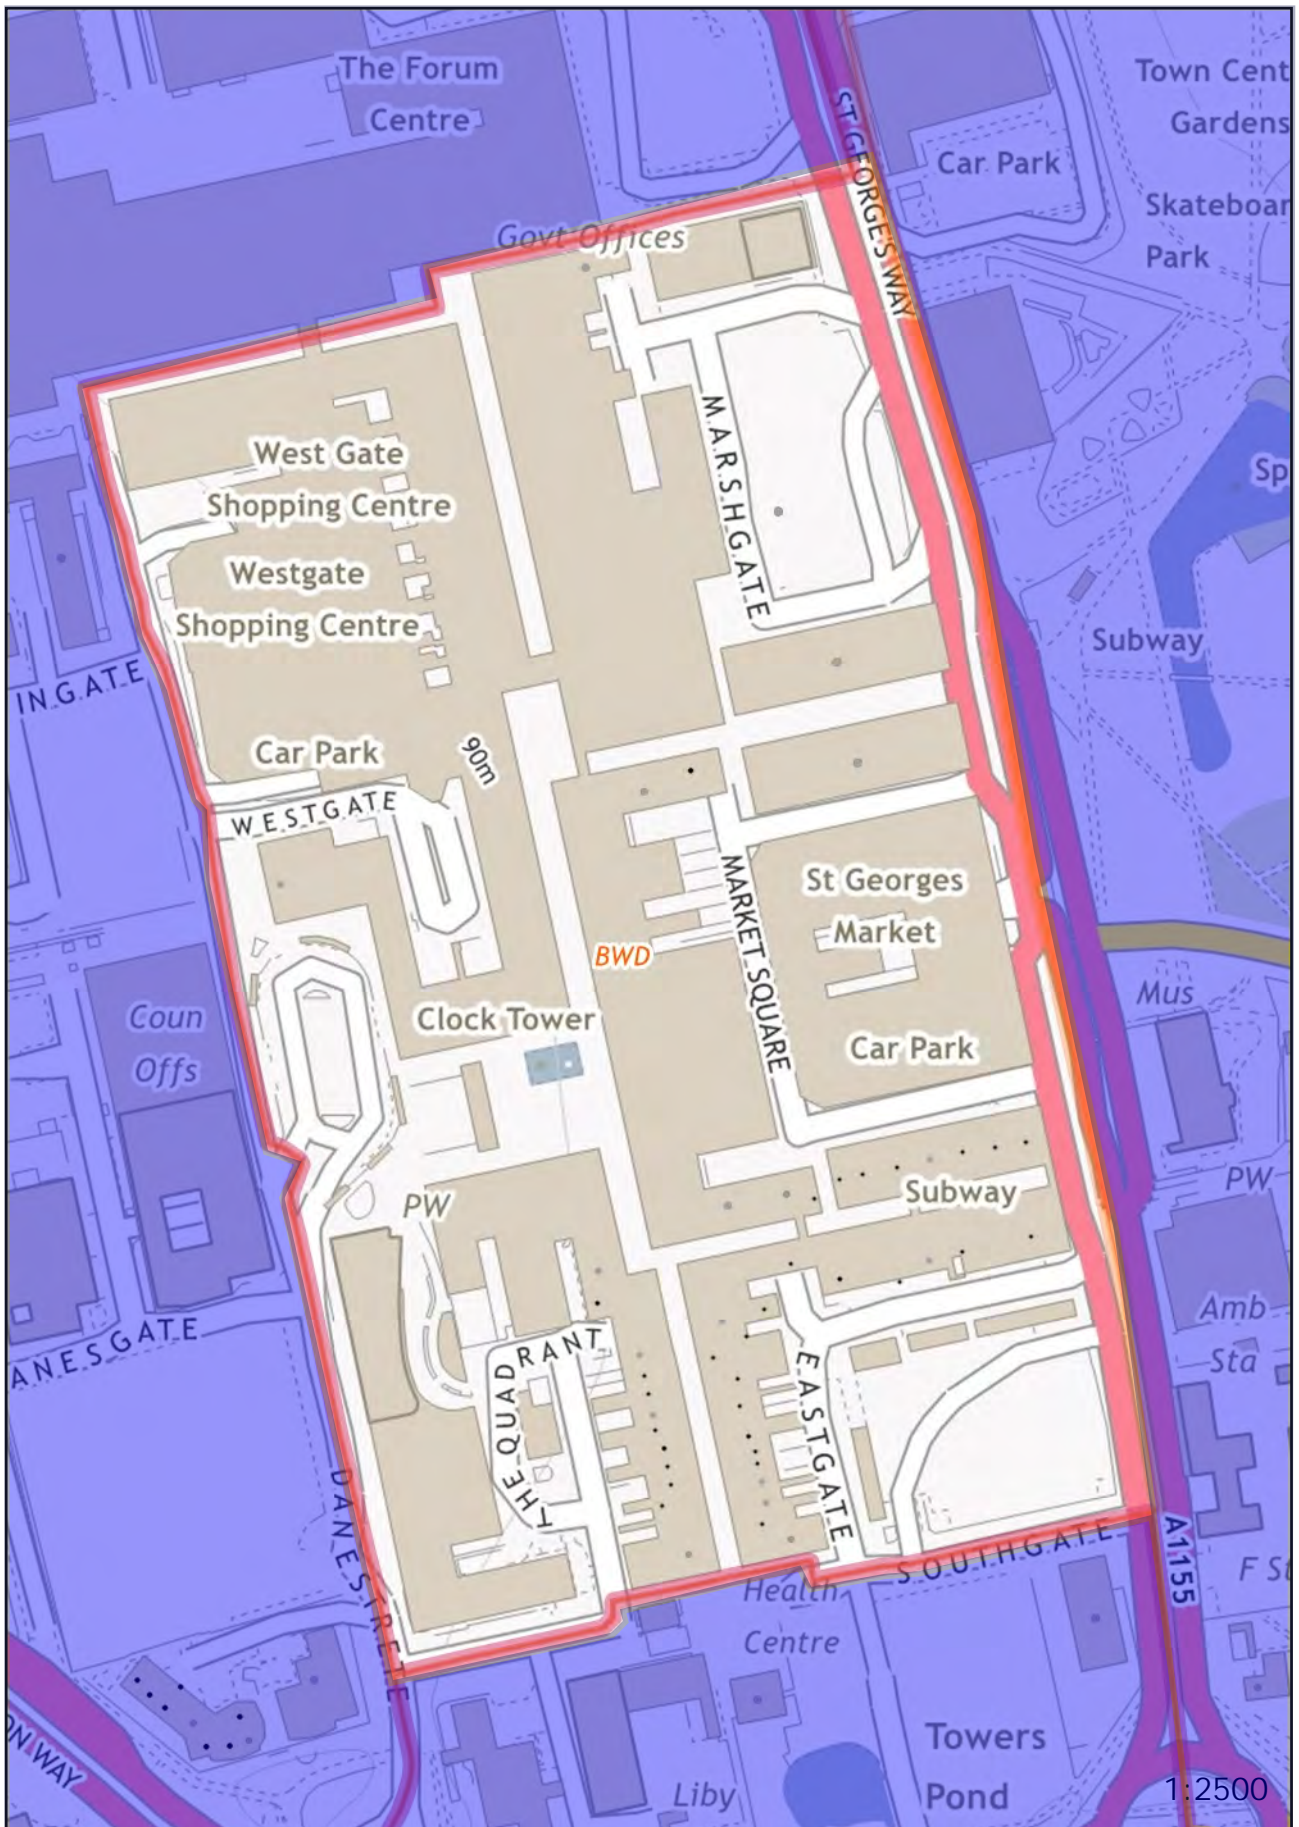 The Forum
Centre
Town Cent
Gardens
ST GEORGE'S WAY
Car Park
Skateboar
Park
Govt Offices
West Gate
Shopping Centre
MARSHGATE
Sp
Westgate
Shopping Centre
Subway
INGATE
Car Park
90m
WESTGATE
St Georges
Market
MARKET SQUARE
BWD
Mus
Coun
Offs
Clock Tower
Car Park
PW
Subway
PW
Amb
Sta
ANESGATE
THE QUADRANT
EASTGATE
DANESTRETE
SOUTHGATE
A1155
F St
Health
Centre
Towers
Pond
ON WAY
Liby
1:2500